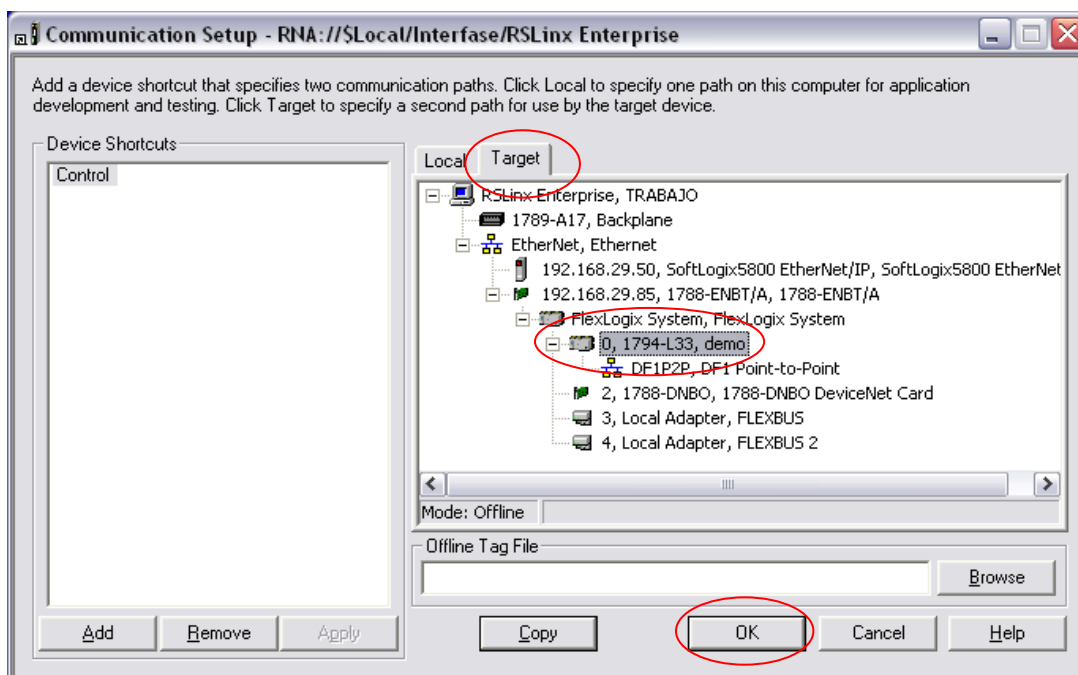 Communication Setup - RNA://$Local/Interfase/RSLinx Enterprise
Add a device shortcut that specifies two communication paths. Click Local to specify one path on this computer for application
development and testing. Click Target to specify a second path for use by the target device.
Device Shortcuts
Control
Local
Target
RSLinx Enterprise, TRABAJO
1789-A17, Backplane
EtherNet, Ethernet
192.168.29.50, SoftLogix5800 EtherNet/IP, SoftLogix5800 EtherNet
192.168.29.85, 1788-ENBT/A, 1788-ENBT/A
FlexLogix System, FlexLogix System
0, 1794-L33, demo
DF1P2P, DF1 Point-to-Point
2, 1788-DNBO, 1788-DNBO DeviceNet Card
3, Local Adapter, FLEXBUS
4, Local Adapter, FLEXBUS 2
Mode: Offline
Offline Tag File
Browse
Add
Remove
Apply
Copy
OK
Cancel
Help